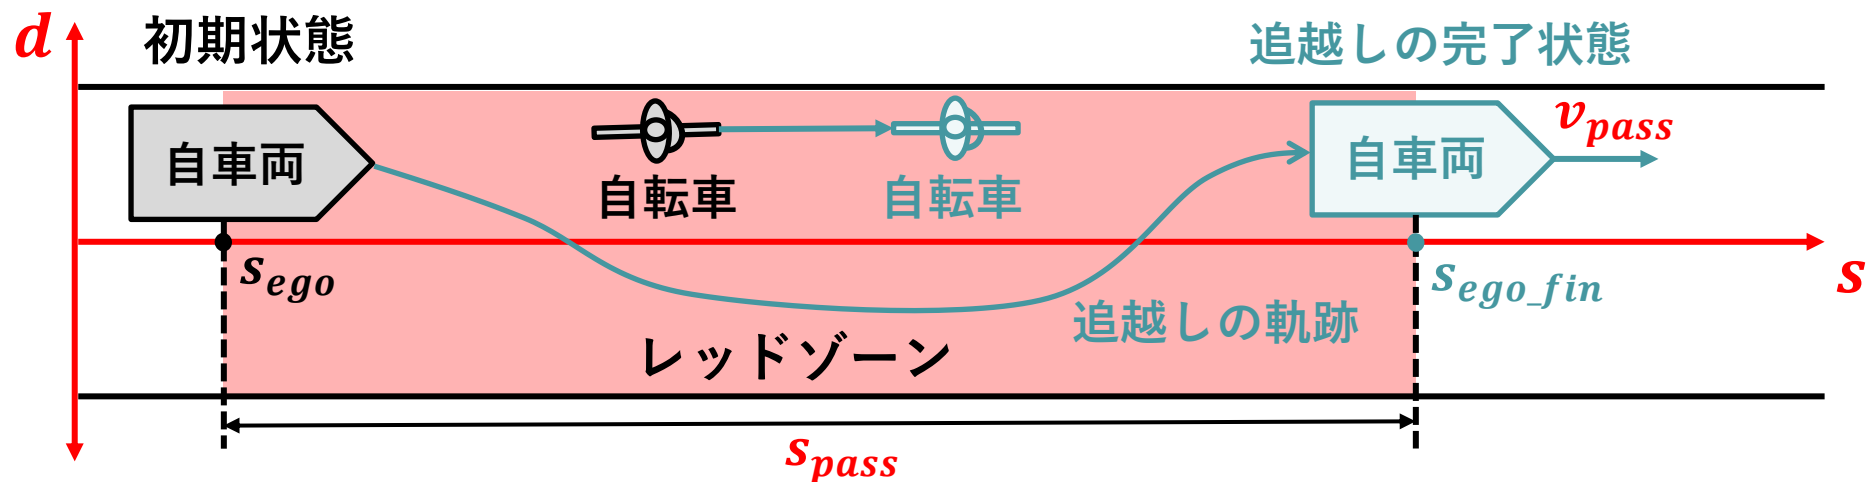 d
初期状態
追越しの完了状態
v_pass
自車両
自転車
自転車
自車両
s_ego
s_ego_fin
s
追越しの軌跡
レッドゾーン
s_pass